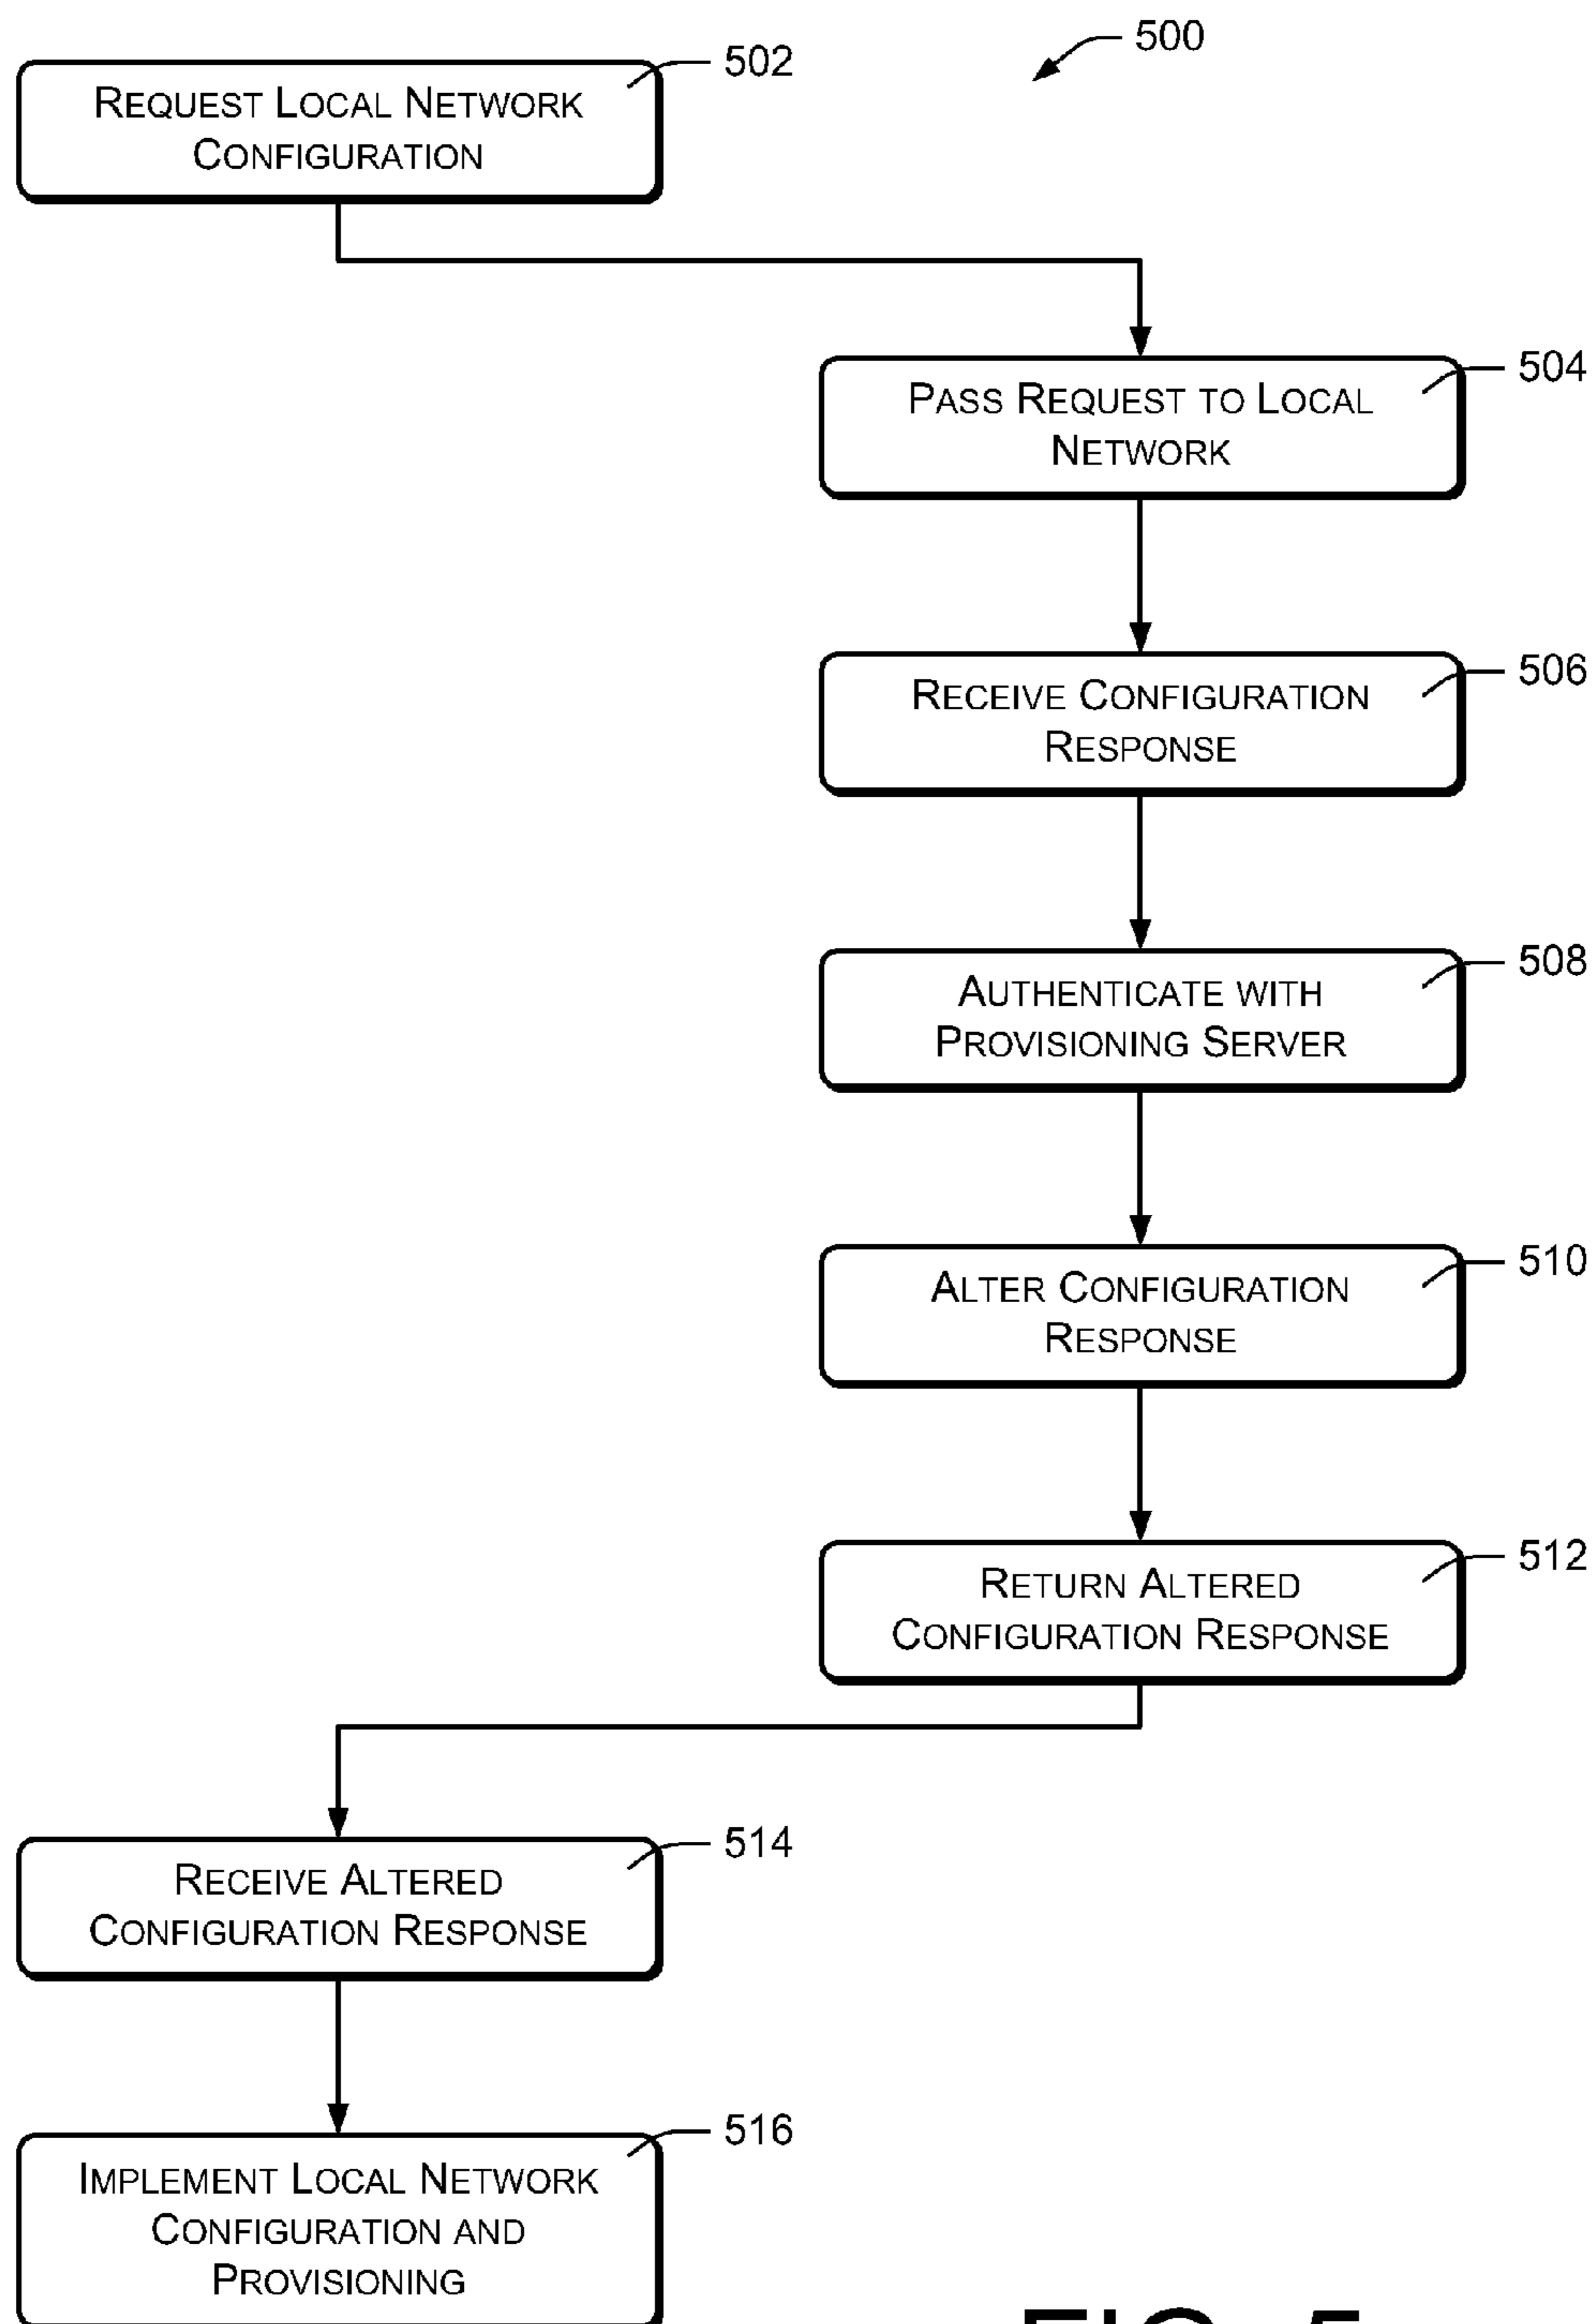 500
502
REQUEST LOCAL NETWORK
CONFIGURATION
504
PASS REQUEST TO LOCAL
NETWORK
506
RECEIVE CONFIGURATION
RESPONSE
508
AUTHENTICATE WITH
PROVISIONING SERVER
510
ALTER CONFIGURATION
RESPONSE
512
RETURN ALTERED
CONFIGURATION RESPONSE
514
RECEIVE ALTERED
CONFIGURATION RESPONSE
516
IMPLEMENT LOCAL NETWORK
CONFIGURATION AND
PROVISIONING
FIG. 5